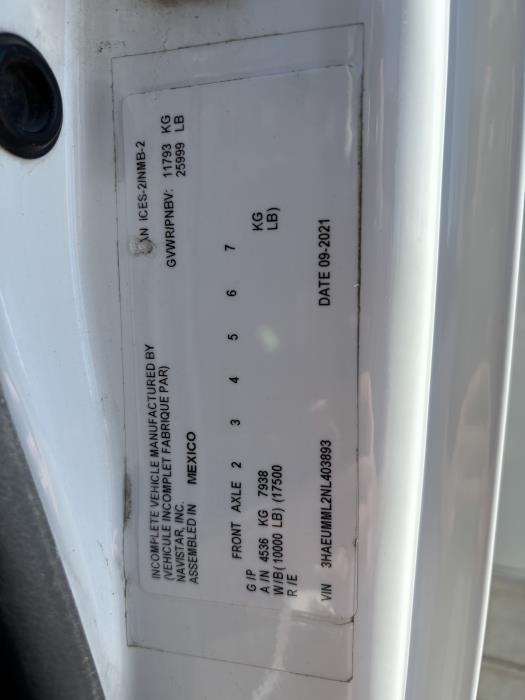 INCOMPLETE VEHICLE MANUFACTURED BY
(VEHICULE INCOMPLET FABRIQUE PAR)
NAVISTAR, INC.
ASSEMBLED IN MEXICO
ICES-2/NMB-2
GVWR/PNBV: 11793 KG
25999 LB
FRONT AXLE 2 3 4 5 6 7
G/P
A/N 4536 KG 7938 KG
W/B (10000 LB) (17500 LB)
R/E
VIN 3HAEUMML2NL403893 DATE 09-2021